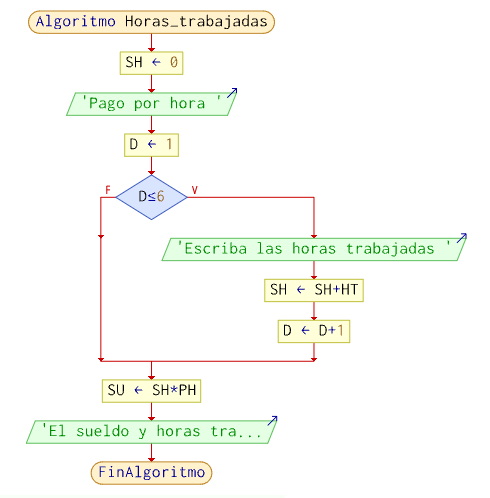 Algoritmo Horas_trabajadas
SH ← 0
'Pago por hora '
D ← 1
F
D≤6
V
'Escriba las horas trabajadas '
SH ← SH+HT
D ← D+1
SU ← SH*PH
'El sueldo y horas tra...
FinAlgoritmo